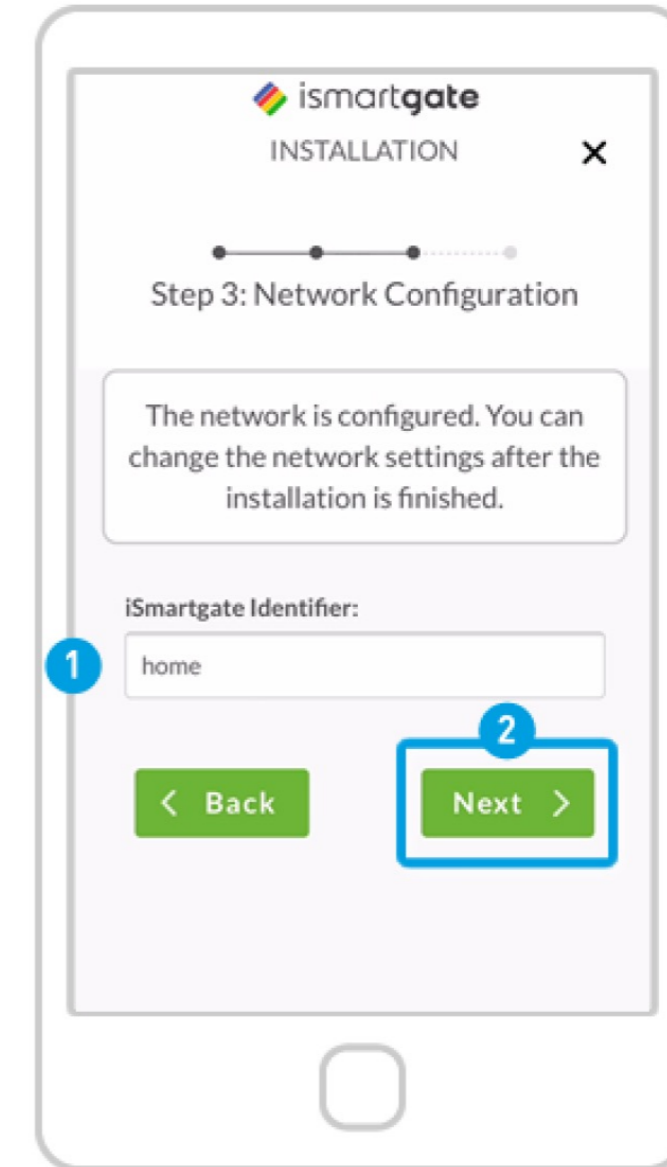 ismartgate
INSTALLATION
Step 3: Network Configuration
The network is configured. You can
change the network settings after the
installation is finished.
iSmartgate Identifier:
1
home
2
Back
Next